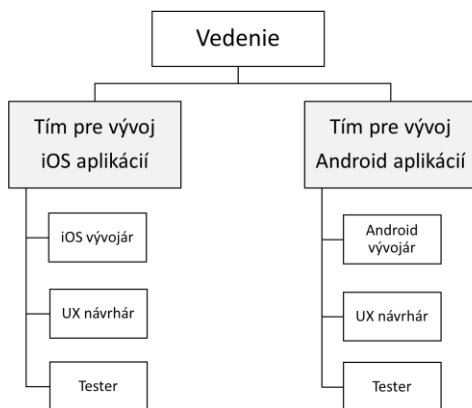 Vedenie
Tím pre vývoj
iOS aplikácií
iOS vývojár
UX návrhár
Tester
Tím pre vývoj
Android aplikácií
Android
vývojár
UX návrhár
Tester